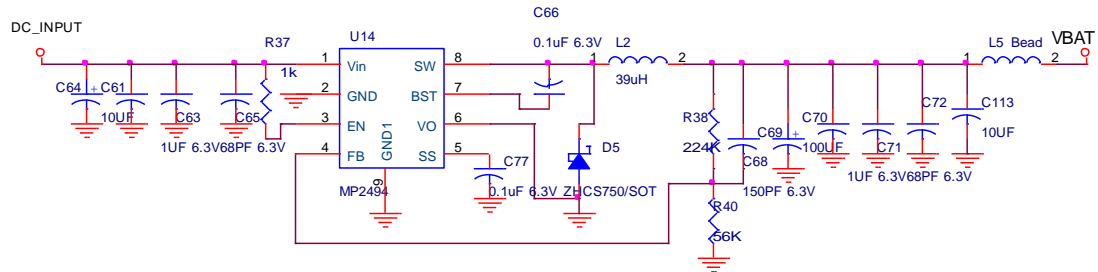 DC_INPUT
R37
1k
U14
C66
0.1uF 6.3V
L2
39uH
L5 Bead
VBAT
1
2
3
4
Vin
GND
EN
FB
GND1
9
SW
BST
VO
SS
8
7
6
5
MP2494
1
2
1
2
C64
+
C61
10UF
C63
C65
1UF 6.3V68PF 6.3V
C77
0.1uF 6.3V
D5
ZHCS750/SOT
R38
224K
C68
150PF 6.3V
C69
+
100UF
C70
C71
1UF 6.3V68PF 6.3V
C72
C113
10UF
R40
56K
1